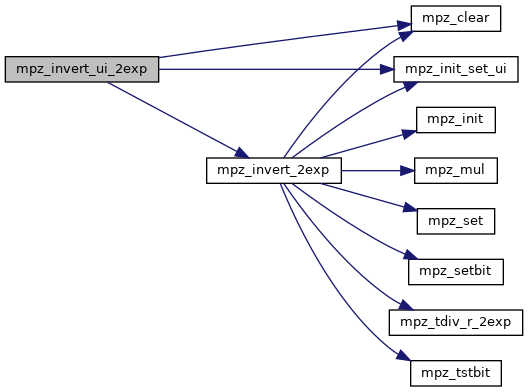 mpz_clear
mpz_invert_ui_2exp
mpz_init_set_ui
mpz_init
mpz_invert_2exp
mpz_mul
mpz_set
mpz_setbit
mpz_tdiv_r_2exp
mpz_tstbit